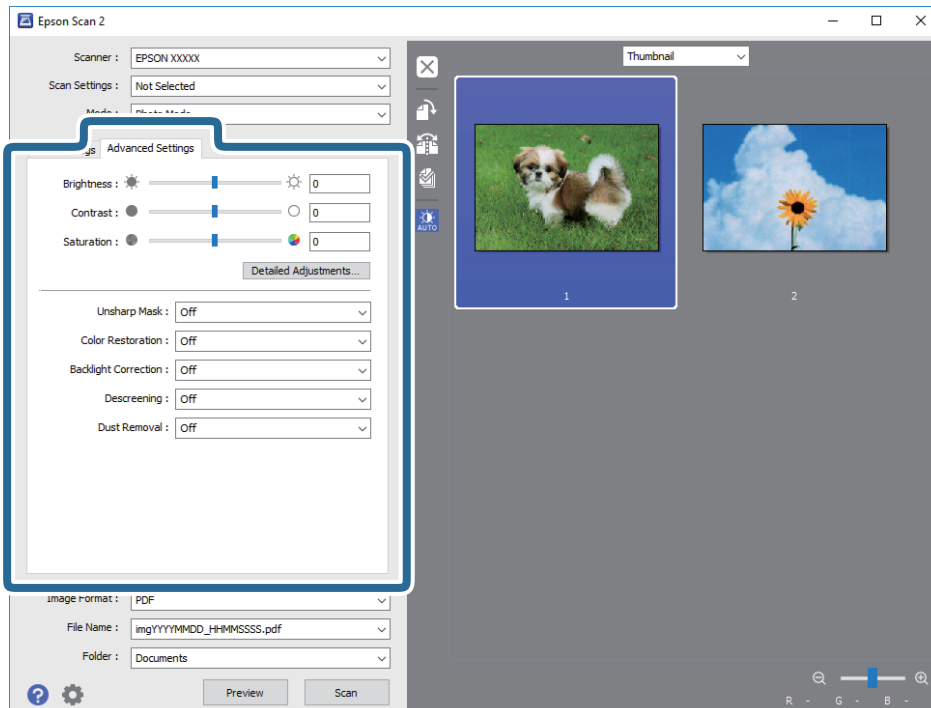 Epson Scan 2
Scanner : EPSON XXXXX
Scan Settings : Not Selected
Advanced Settings
Brightness : 0
Contrast : 0
Saturation : 0
Detailed Adjustments...
Unsharp Mask : Off
Color Restoration : Off
Backlight Correction : Off
Descreening : Off
Dust Removal : Off
Image Format : PDF
File Name : imgYYYYMMDD_HHMMSSSS.pdf
Folder : Documents
Preview Scan
Thumbnail
AUTO
1
2
R - G - B -